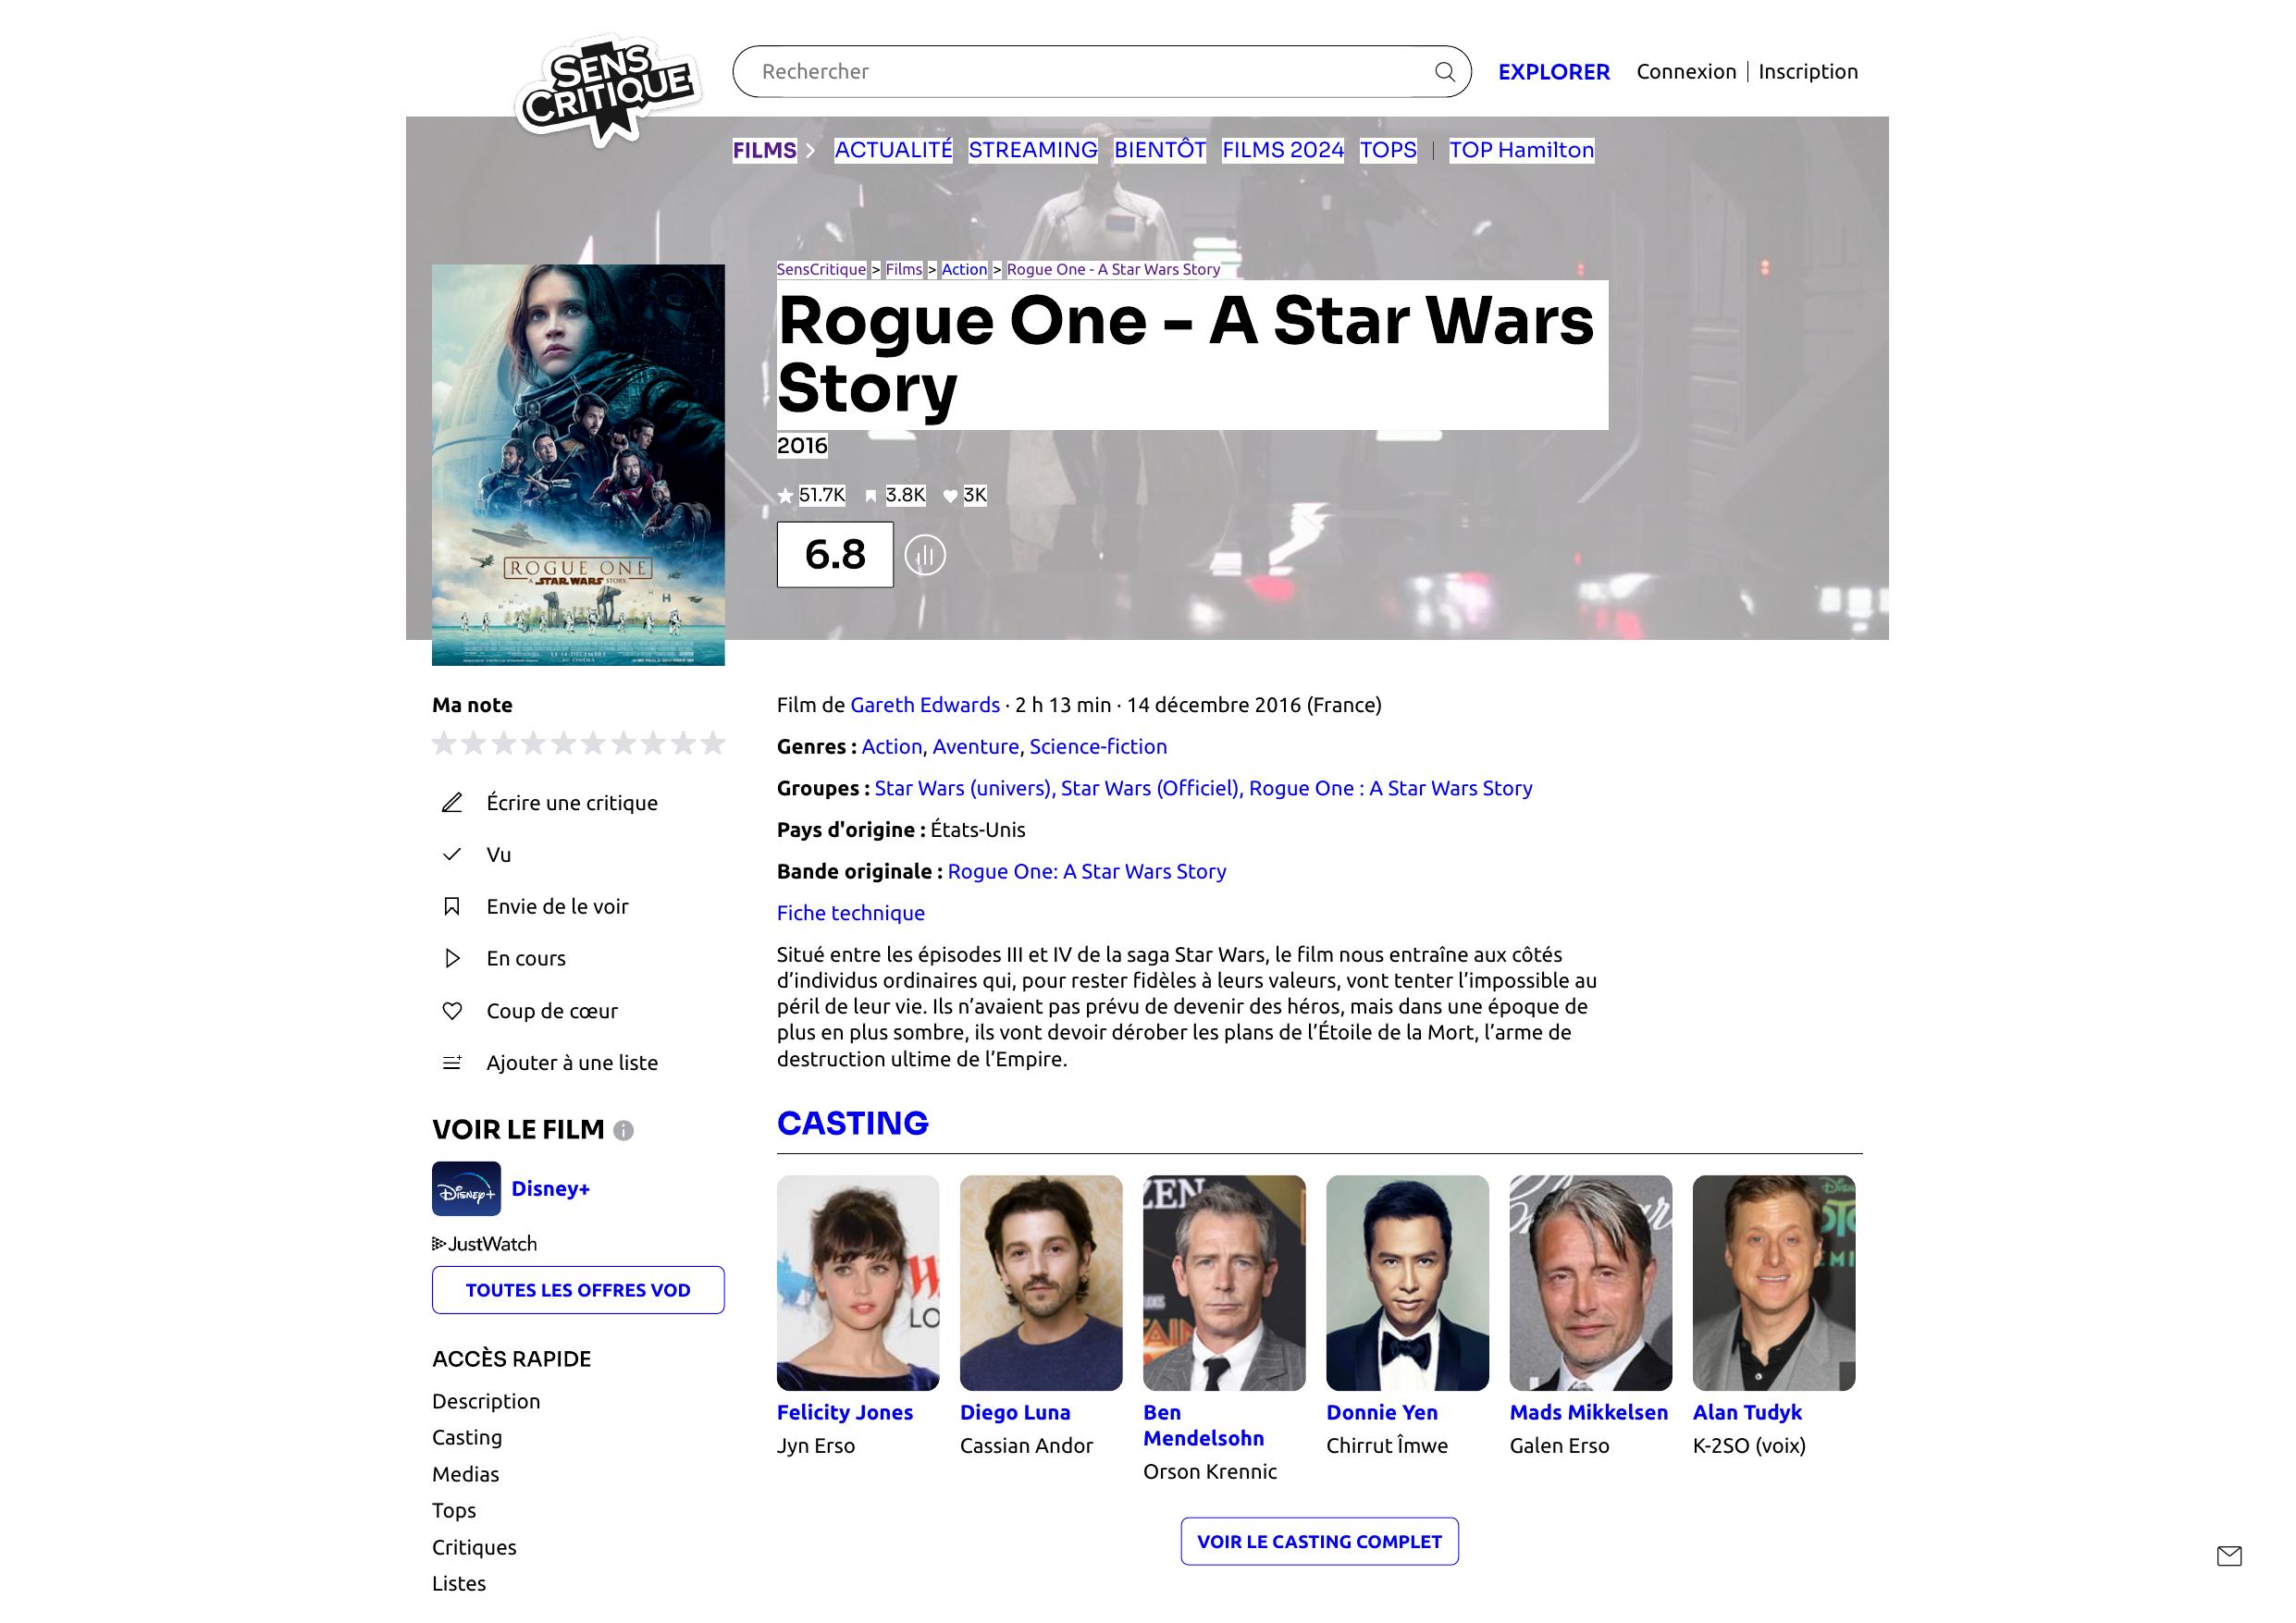 SENS
CRITIQUE
Rechercher
EXPLORER
Connexion | Inscription
FILMS ACTUALITÉ STREAMING BIENTÔT FILMS 2024 TOPS | TOP Hamilton
SensCritique > Films > Action > Rogue One - A Star Wars Story
Rogue One - A Star Wars
Story
2016
51.7K 3.8K 3K
6.8
ROGUE ONE
A STAR WARS STORY
LE 14 DÉCEMBRE
AU CINÉMA
Ma note
Écrire une critique
Vu
Envie de le voir
En cours
Coup de cœur
Ajouter à une liste
VOIR LE FILM
Disney+
Disney+
JustWatch
TOUTES LES OFFRES VOD
ACCÈS RAPIDE
Description
Casting
Medias
Tops
Critiques
Listes
Film de Gareth Edwards · 2 h 13 min · 14 décembre 2016 (France)
Genres : Action, Aventure, Science-fiction
Groupes : Star Wars (univers), Star Wars (Officiel), Rogue One : A Star Wars Story
Pays d'origine : États-Unis
Bande originale : Rogue One: A Star Wars Story
Fiche technique
Situé entre les épisodes III et IV de la saga Star Wars, le film nous entraîne aux côtés
d’individus ordinaires qui, pour rester fidèles à leurs valeurs, vont tenter l’impossible au
péril de leur vie. Ils n’avaient pas prévu de devenir des héros, mais dans une époque de
plus en plus sombre, ils vont devoir dérober les plans de l’Étoile de la Mort, l’arme de
destruction ultime de l’Empire.
CASTING
Felicity Jones
Jyn Erso
Diego Luna
Cassian Andor
Ben
Mendelsohn
Orson Krennic
Donnie Yen
Chirrut Îmwe
Mads Mikkelsen
Galen Erso
Alan Tudyk
K-2SO (voix)
VOIR LE CASTING COMPLET